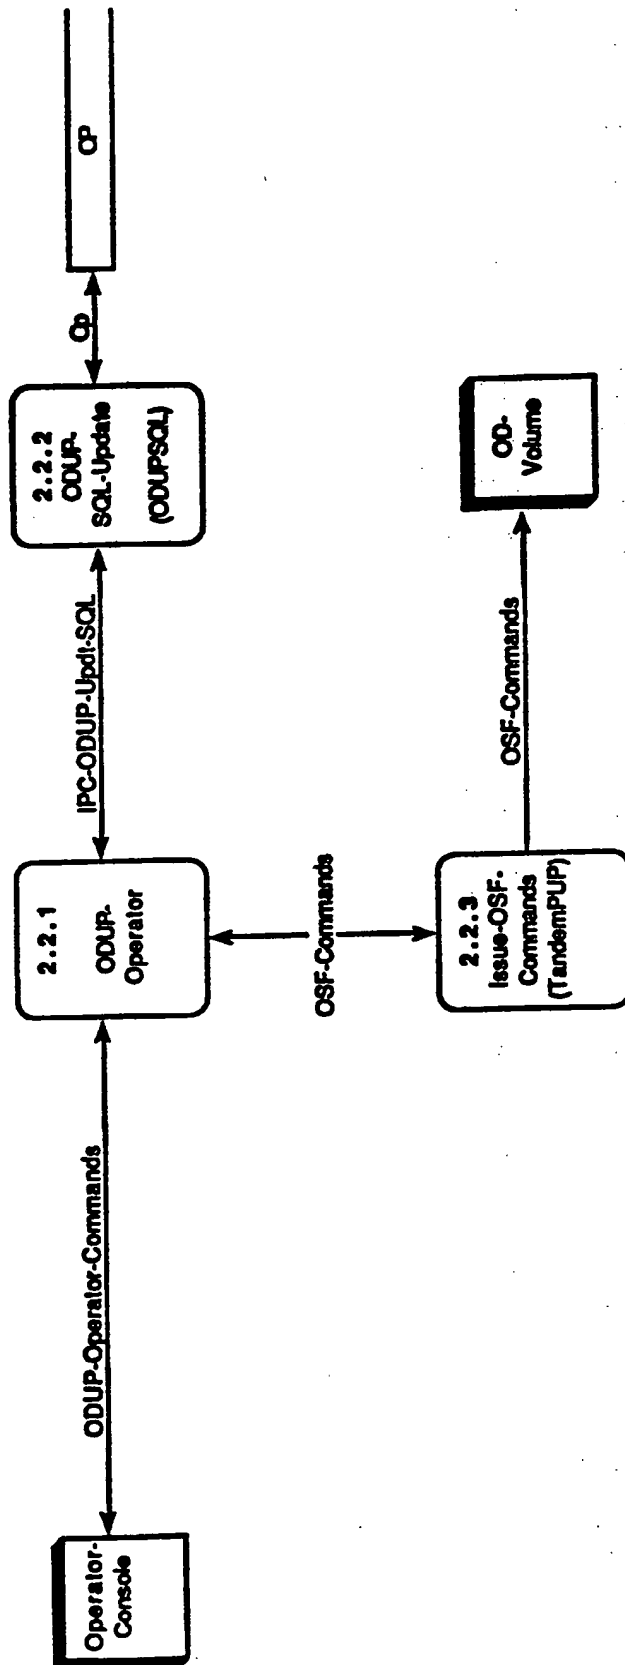 Operator-
Console
ODUP-Operator-Commands
2.2.1
ODUP-
Operator
IPC-ODUP-Updt-SQL
2.2.2
ODUP-
SQL-Update
(ODUPSQL)
Cp
CP
OSF-Commands
2.2.3
Issue-OSF-
Commands
(TandemPUP)
OSF-Commands
OD-
Volume